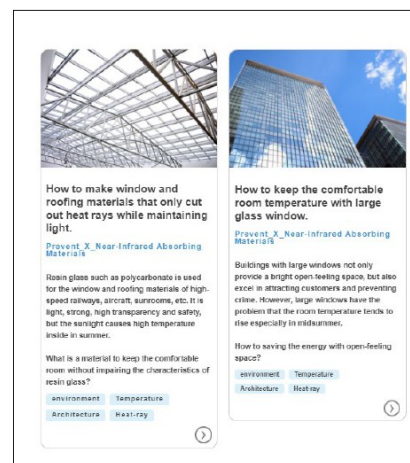 How to make window and
roofing materials that only cut
out heat rays while maintaining
light.
Prevent_X_Near-Infrared Absorbing
Materials
Resin glass such as polycarbonate is used
for the window and roofing materials of high-
speed railways, aircraft, sunrooms, etc. It is
light, strong, high transparency and safety,
but the sunlight causes high temperature
inside in summer.
What is a material to keep the comfortable
room without impairing the characteristics of
resin glass?
environment Temperature
Architecture Heat-ray
How to keep the comfortable
room temperature with large
glass window.
Prevent_X_Near-Infrared Absorbing
Materials
Buildings with large windows not only
provide a bright open-feeling space, but also
excel in attracting customers and preventing
crime. However, large windows have the
problem that the room temperature tends to
rise especially in midsummer.
How to saving the energy with open-feeling
space?
environment Temperature
Architecture Heat-ray